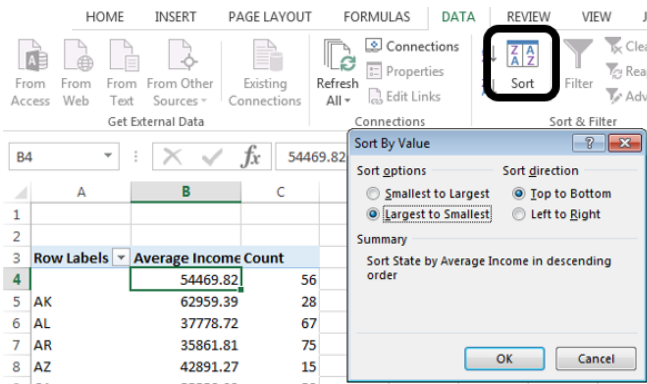 HOME INSERT PAGE LAYOUT FORMULAS DATA REVIEW VIEW
From Access
From Web
From Text
From Other Sources
Existing Connections
Get External Data
Refresh All
Connections
Properties
Edit Links
Connections
Sort
Filter
Clea
Rea
Adv
Sort & Filter
B4 fx 54469.82
A B C
1
2
3 Row Labels Average Income Count
4 54469.82 56
5 AK 62959.39 28
6 AL 37778.72 67
7 AR 35861.81 75
8 AZ 42891.27 15
Sort By Value
Sort options Sort direction
Smallest to Largest Top to Bottom
Largest to Smallest Left to Right
Summary
Sort State by Average Income in descending
order
OK Cancel